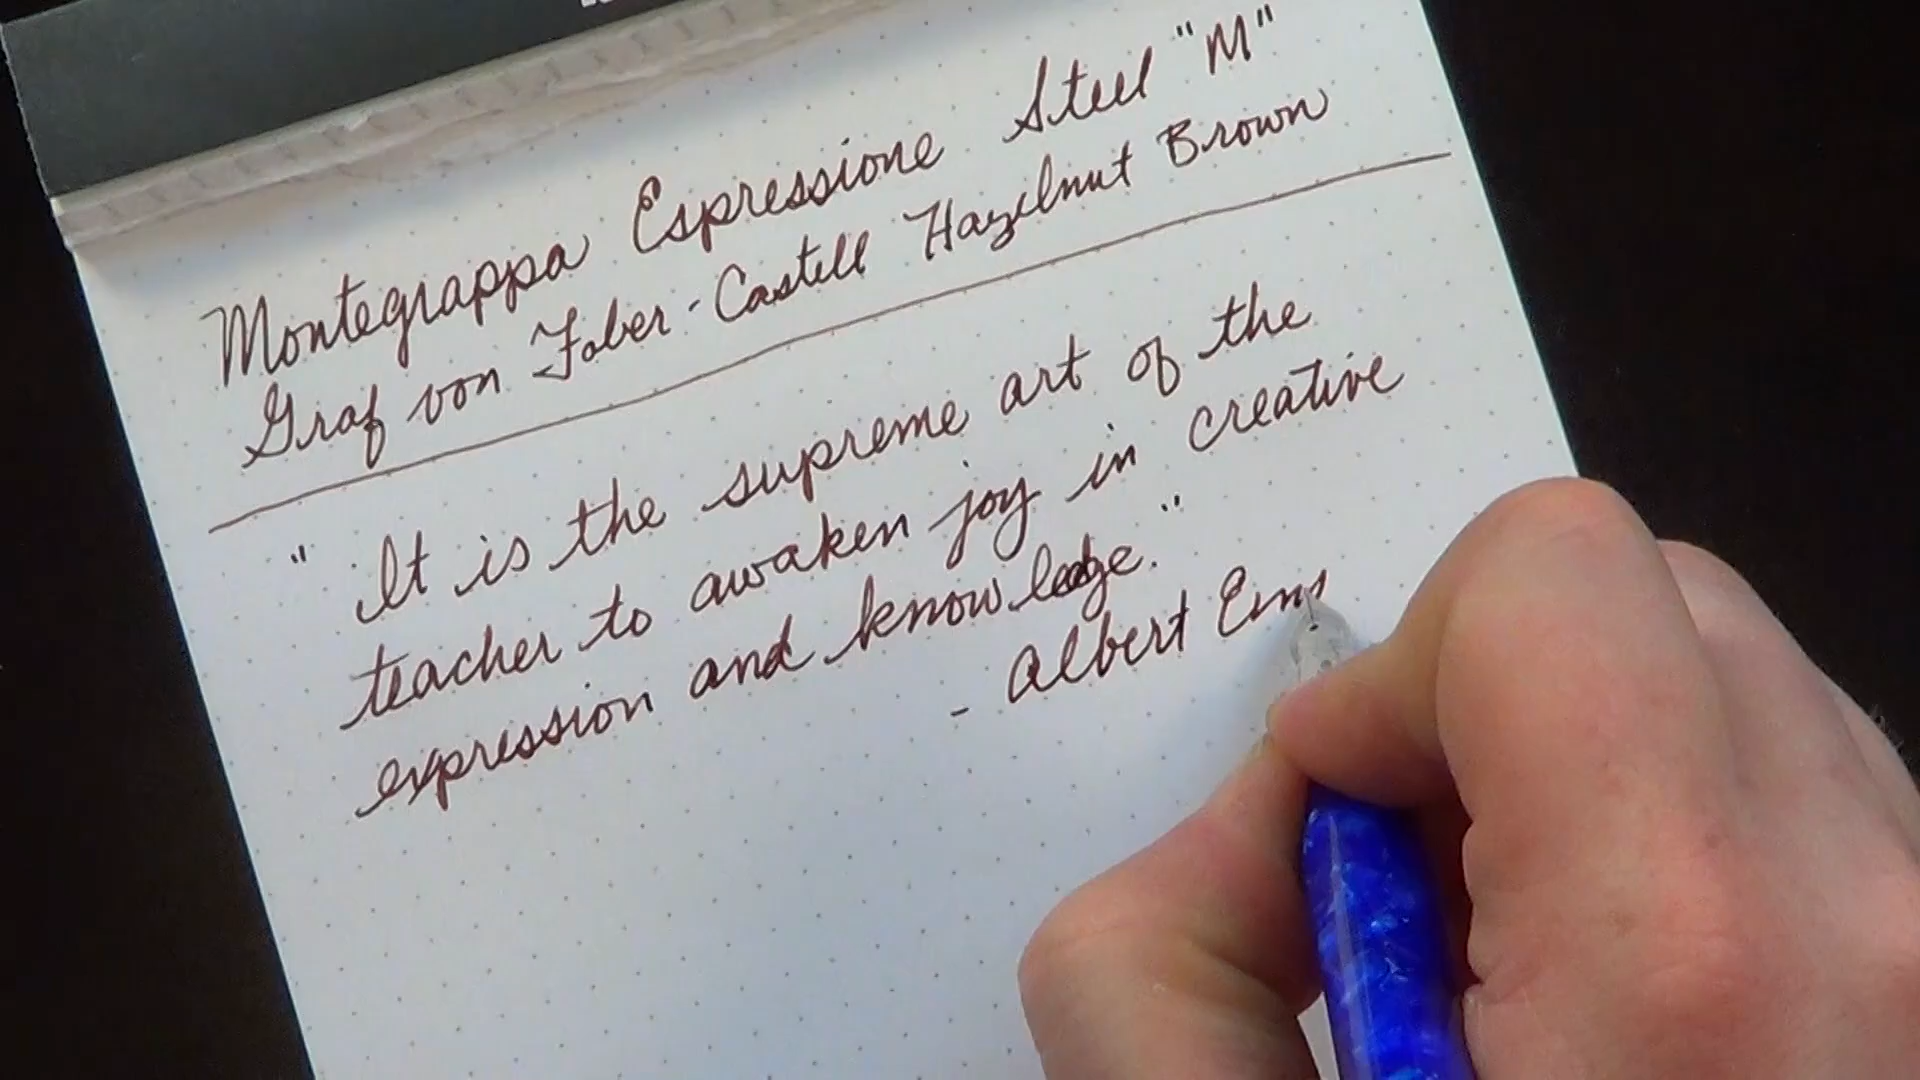 Montegrappa Espressione Steel "M"
Graf von Faber-Castell Hazelnut Brown
"It is the supreme art of the
teacher to awaken joy in creative
expression and knowledge."
- Albert Eins